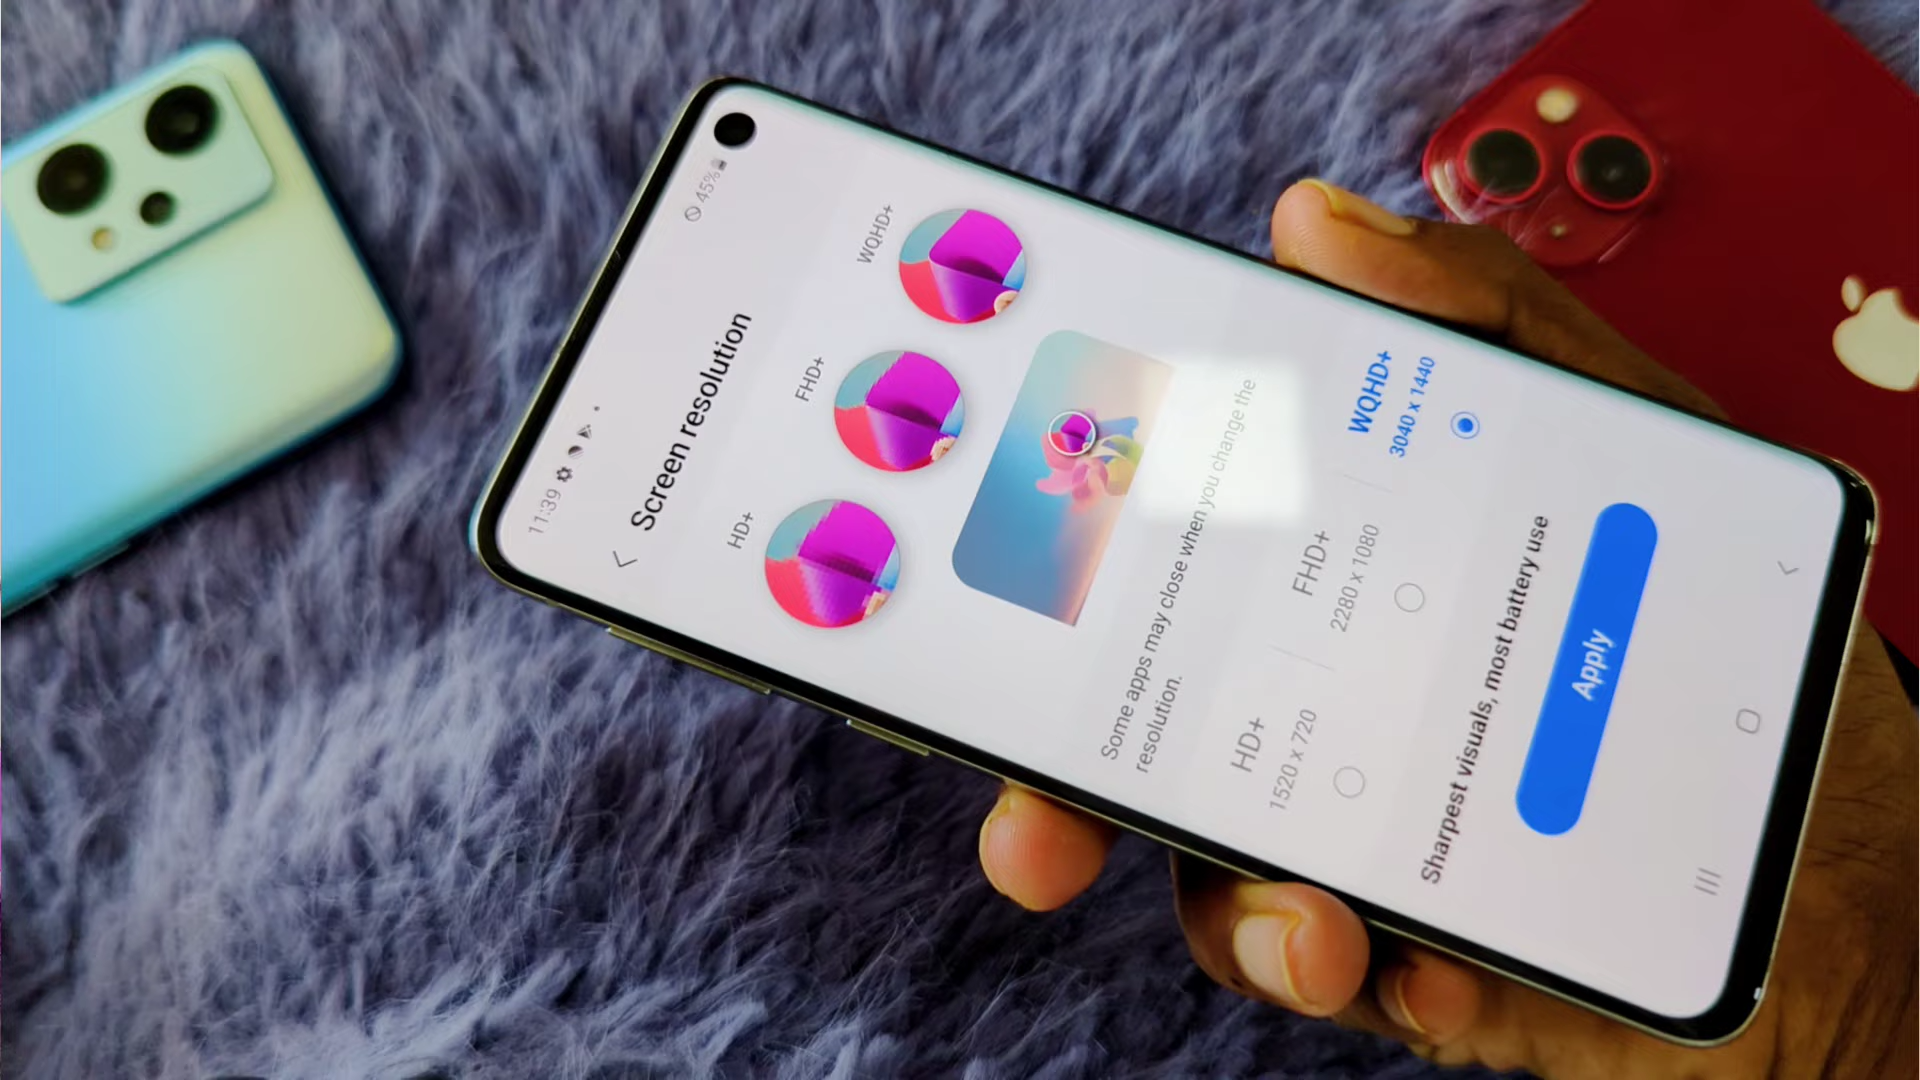 11:39
45%
Screen resolution
HD+
FHD+
WQHD+
Some apps may close when you change the
resolution.
HD+
1520 x 720
FHD+
2280 x 1080
WQHD+
3040 x 1440
Sharpest visuals, most battery use
Apply